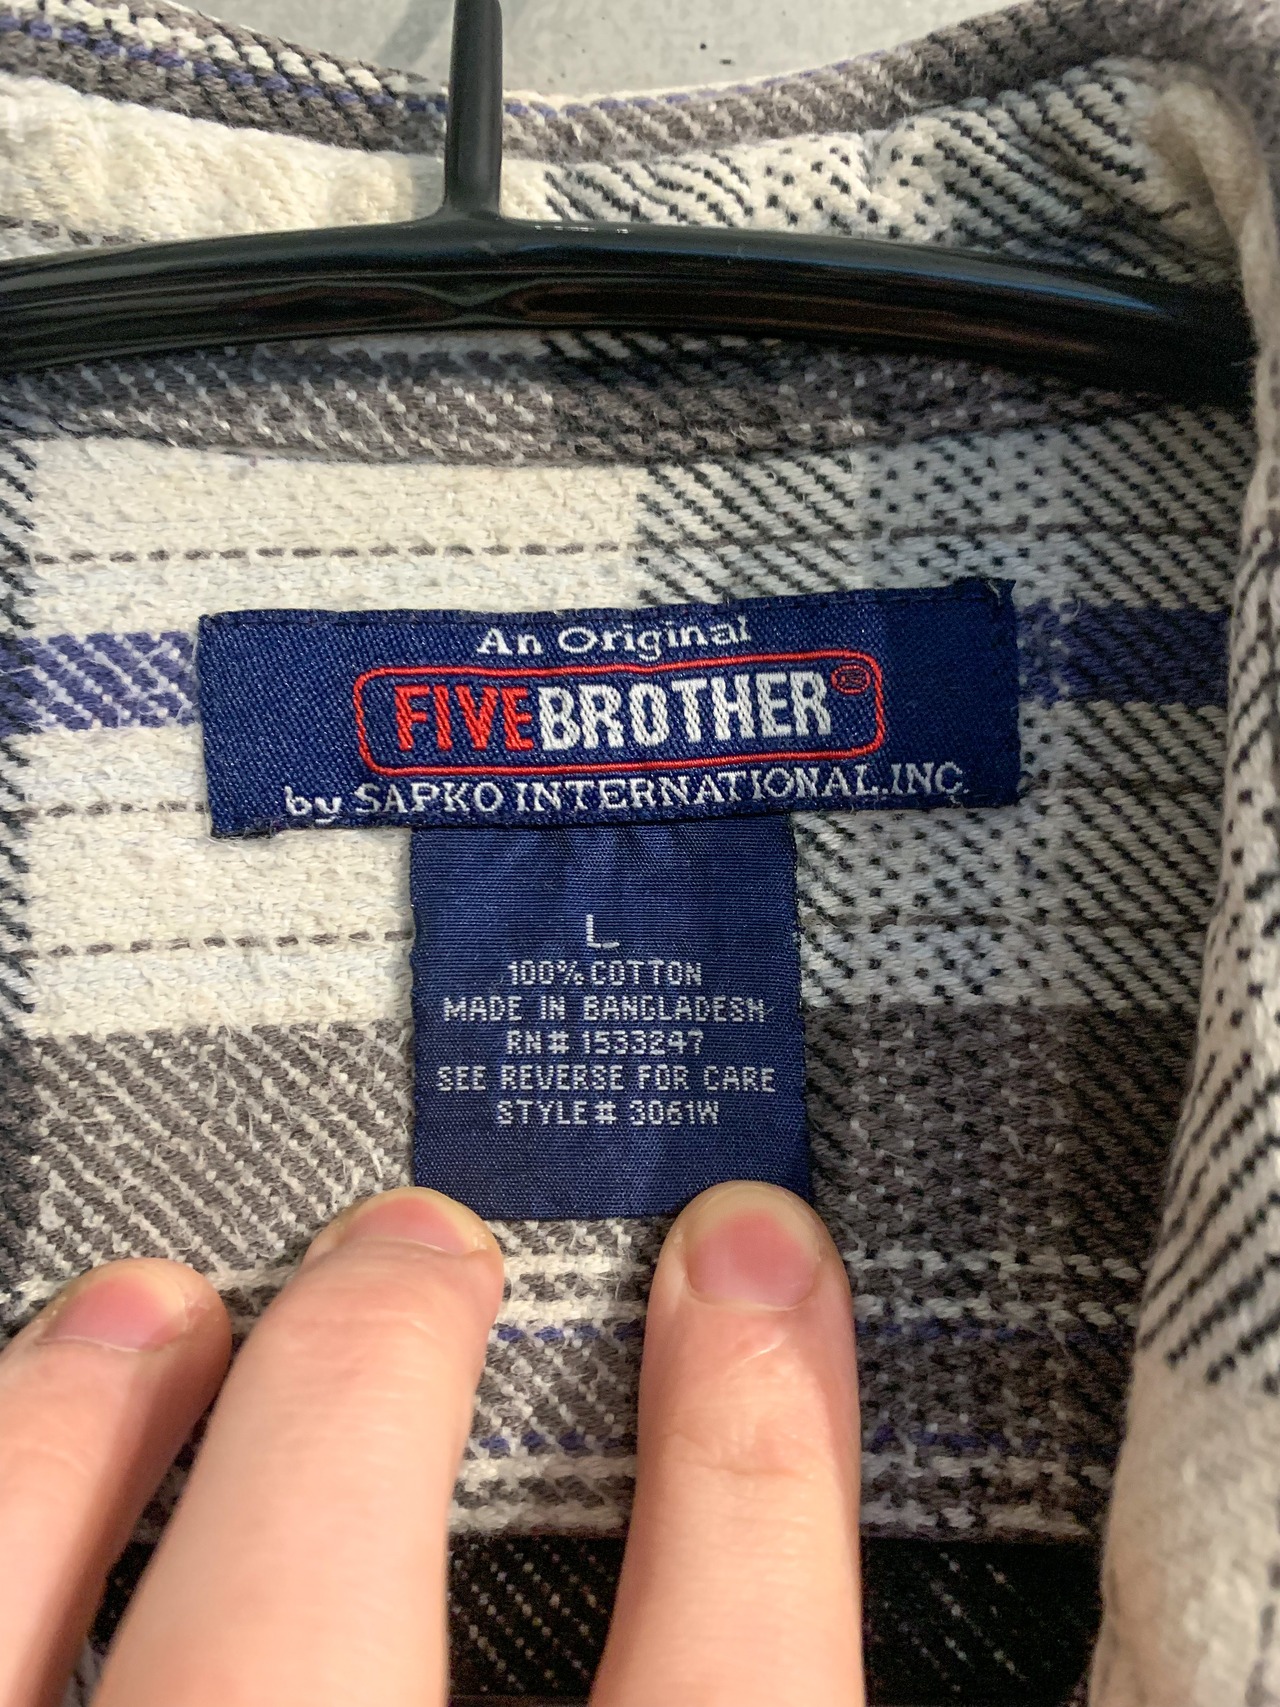 An Original
FIVEBROTHER®
by SAPKO INTERNATIONAL.INC.
L
100% COTTON
MADE IN BANGLADESH
RN# 1533247
SEE REVERSE FOR CARE
STYLE# 3061W